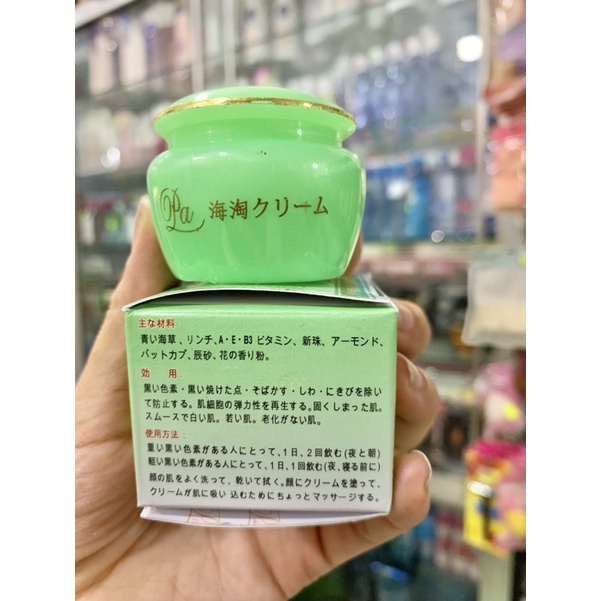 Qa 海淘クリーム
主な材料:
青い海草、リンチ、A・E・B3 ビタミン、新珠、アーモンド、
バットカブ、辰砂、花の香り粉。
効 用
黒い色素・黒い焼けた点・そばかす・しわ・にきびを除い
て防止する。肌細胞の弾力性を再生する。固くしまった肌。
スムースで白い肌。若い肌。老化がない肌。
使用方法:
重い黒い色素がある人にとって、1日、2回飲む(夜と朝)
軽い黒い色素がある人にとって、1日、1回飲む(夜、寝る前に)
顔の肌をよく洗って、乾いて拭く。顔にクリームを塗って、
クリームが肌に吸い 込むためにちょっとマッサージする。